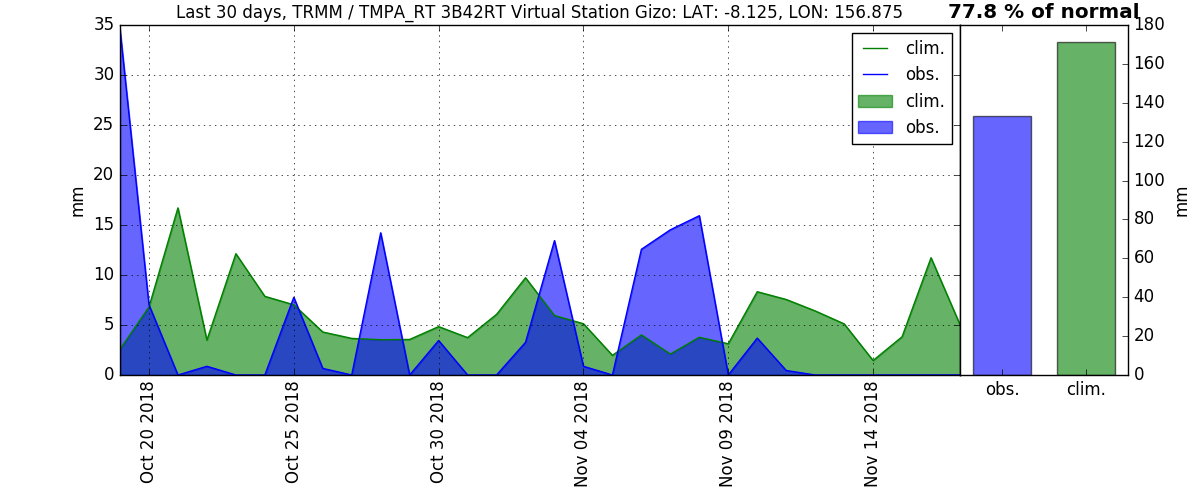 Last 30 days, TRMM / TMPA_RT 3B42RT Virtual Station Gizo: LAT: -8.125, LON: 156.875
77.8 % of normal
35
30
25
20
15
10
5
0
mm
clim.
obs.
clim.
obs.
Oct 20 2018
Oct 25 2018
Oct 30 2018
Nov 04 2018
Nov 09 2018
Nov 14 2018
180
160
140
120
100
80
60
40
20
0
mm
obs.
clim.